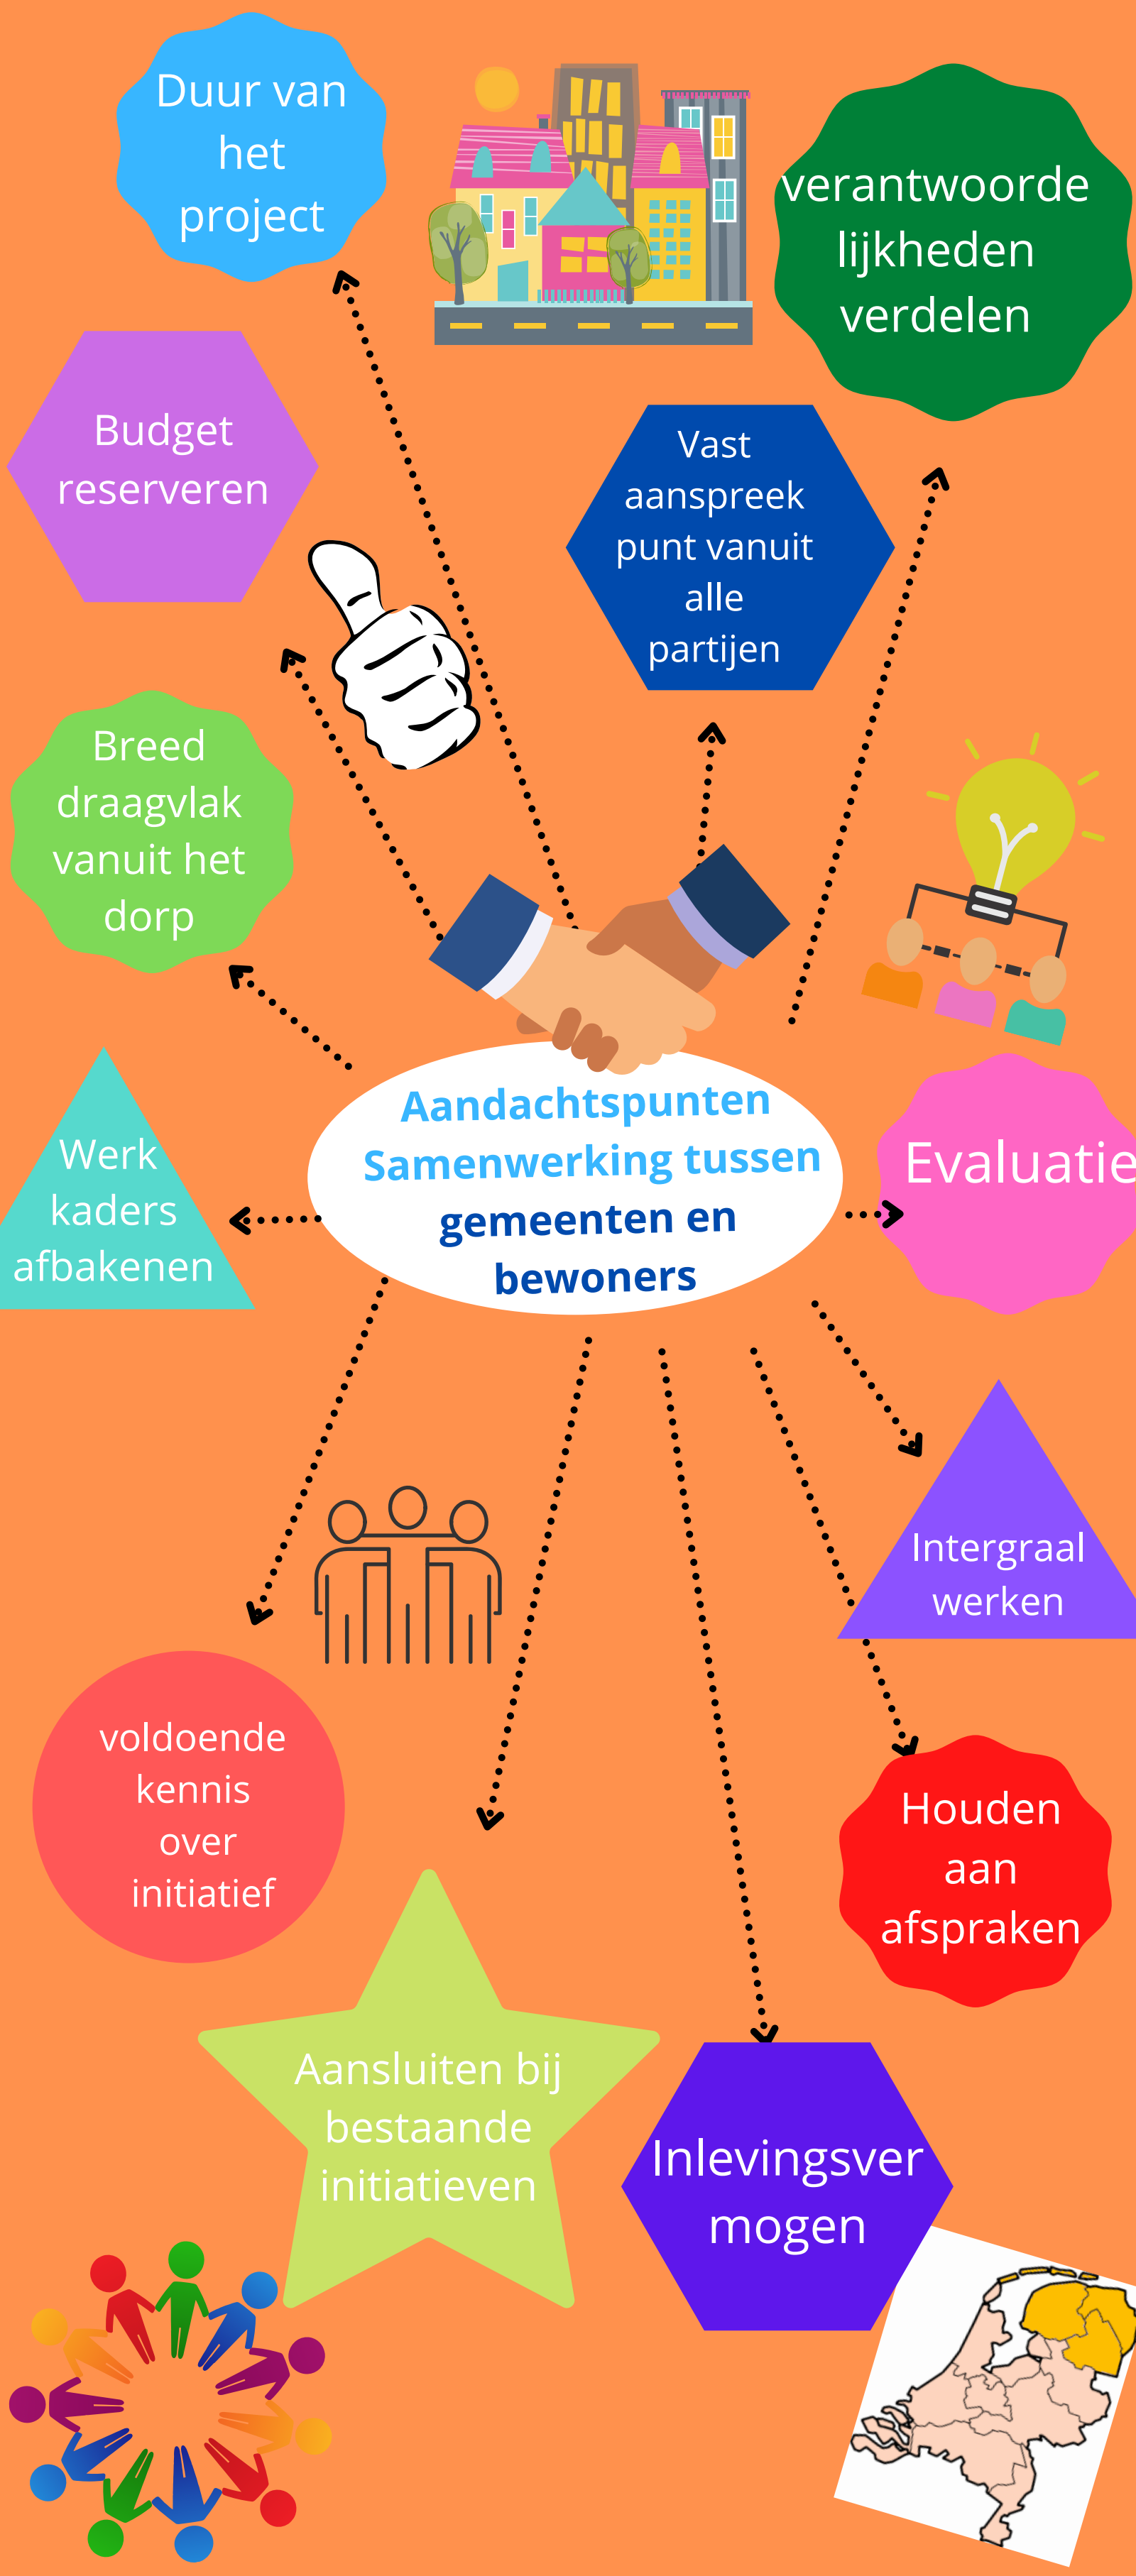 Duur van
het
project
verantwoorde
lijkheden
verdelen
Budget
reserveren
Vast
aanspreek
punt vanuit
alle
partijen
Breed
draagvlak
vanuit het
dorp
Aandachtspunten
Samenwerking tussen
gemeenten en
bewoners
Werk
kaders
afbakenen
Evaluatie
Intergraal
werken
voldoende
kennis
over
initiatief
Houden
aan
afspraken
Aansluiten bij
bestaande
initiatieven
Inlevingsver
mogen